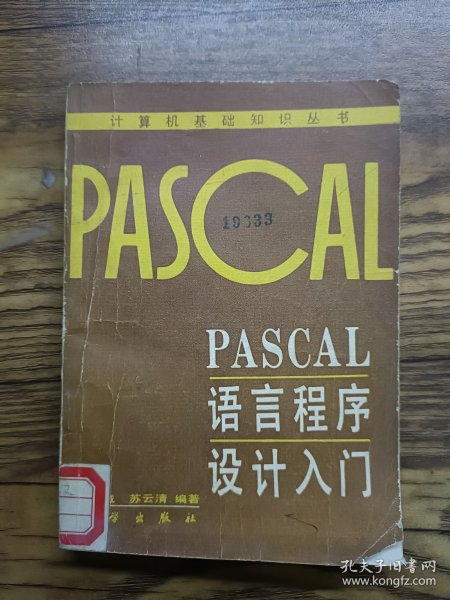 计算机基础知识丛书
PASCAL
19333
PASCAL
语言程序
设计入门
苏云清 编著
学出版社
孔夫子旧书网
www.kongfz.com